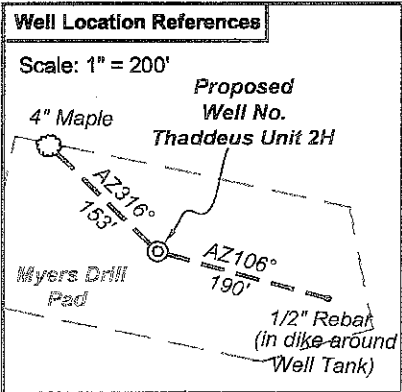 Well Location References
Scale: 1" = 200'
Proposed
Well No.
Thaddeus Unit 2H
4" Maple
AZ316°
153'
AZ106°
190'
Myers Drill
Pad
1/2" Rebar
(in dike around
Well Tank)